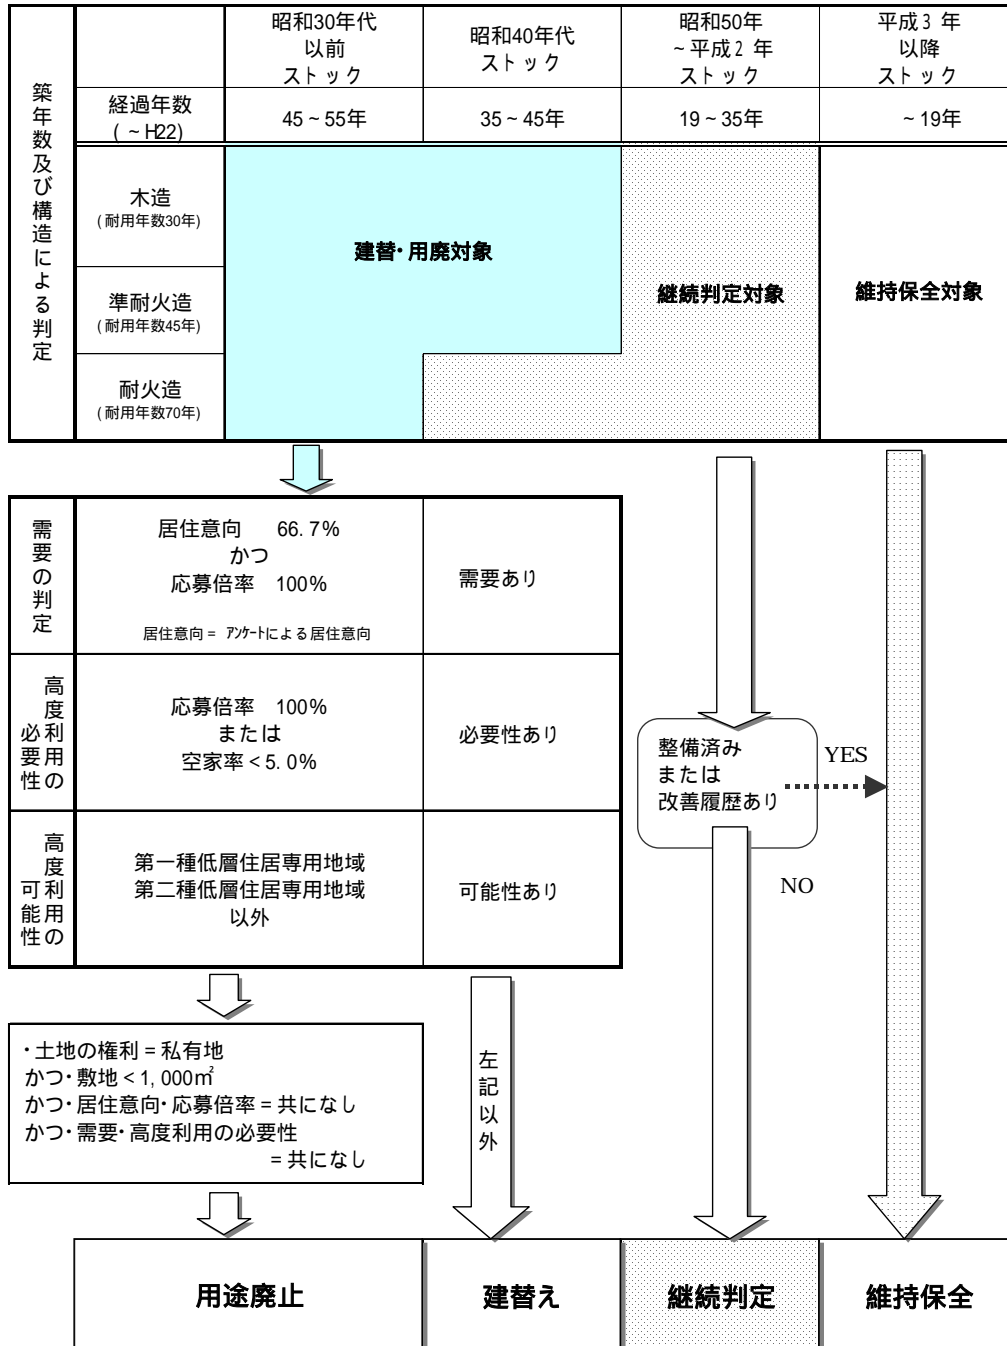 築年数及び構造による判定
昭和30年代
以前
ストック
昭和40年代
ストック
昭和50年
~平成2 年
ストック
平成3 年
以降
ストック
経過年数
(~H22)
45~55年
35~45年
19~35年
~19年
木造
(耐用年数30年)
準耐火造
(耐用年数45年)
耐火造
(耐用年数70年)
建替・用廃対象
継続判定対象
維持保全対象
需要の判定
居住意向 66.7%
かつ
応募倍率 100%
居住意向= アンケートによる居住意向
需要あり
高度利用の
必要性
応募倍率 100%
または
空家率<5.0%
必要性あり
高度利用の
可能性
第一種低層住居専用地域
第二種低層住居専用地域
以外
可能性あり
整備済み
または
改善履歴あり
YES
NO
・土地の権利=私有地
かつ・敷地<1,000㎡
かつ・居住意向・応募倍率=共になし
かつ・需要・高度利用の必要性
=共になし
左記以外
用途廃止
建替え
継続判定
維持保全